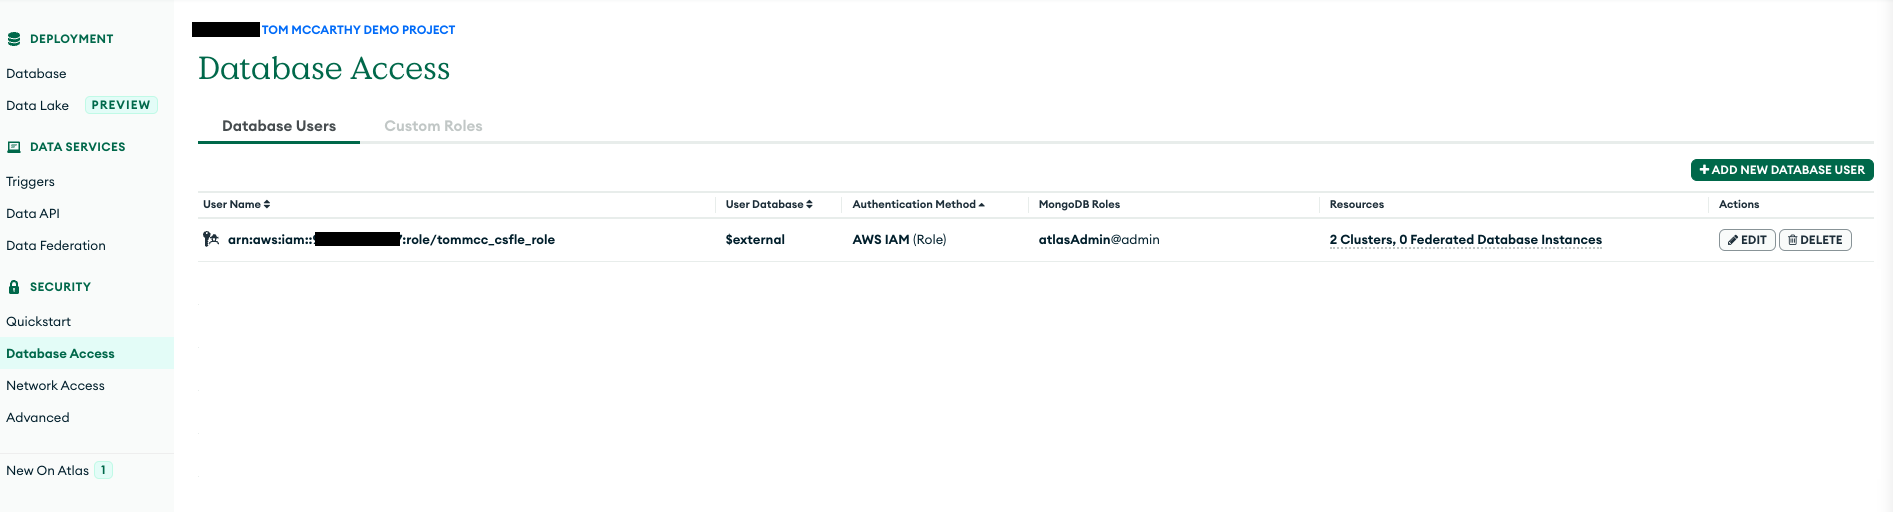 TOM MCCARTHY DEMO PROJECT
Database Access
DEPLOYMENT
Database
Data Lake PREVIEW
DATA SERVICES
Triggers
Data API
Data Federation
SECURITY
Quickstart
Database Access
Network Access
Advanced
New On Atlas 1
Database Users Custom Roles
+ ADD NEW DATABASE USER
User Name User Database Authentication Method MongoDB Roles Resources Actions
arn:aws:iam:: :role/tommcc_csfle_role $external AWS IAM (Role) atlasAdmin@admin 2 Clusters, 0 Federated Database Instances EDIT DELETE